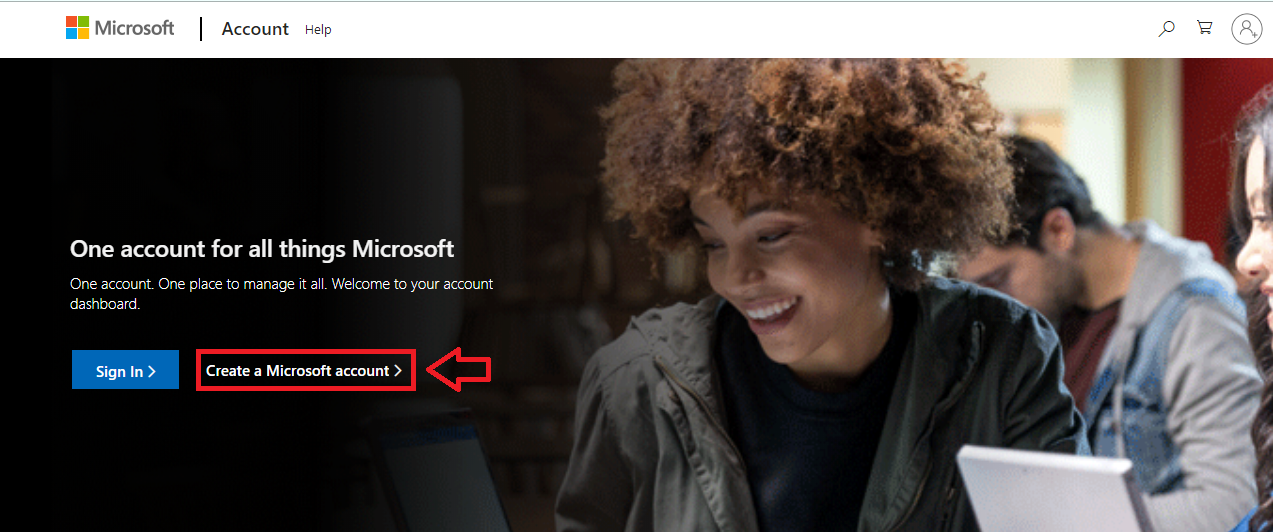 Microsoft Account Help
One account for all things Microsoft
One account. One place to manage it all. Welcome to your account
dashboard.
Sign In Create a Microsoft account